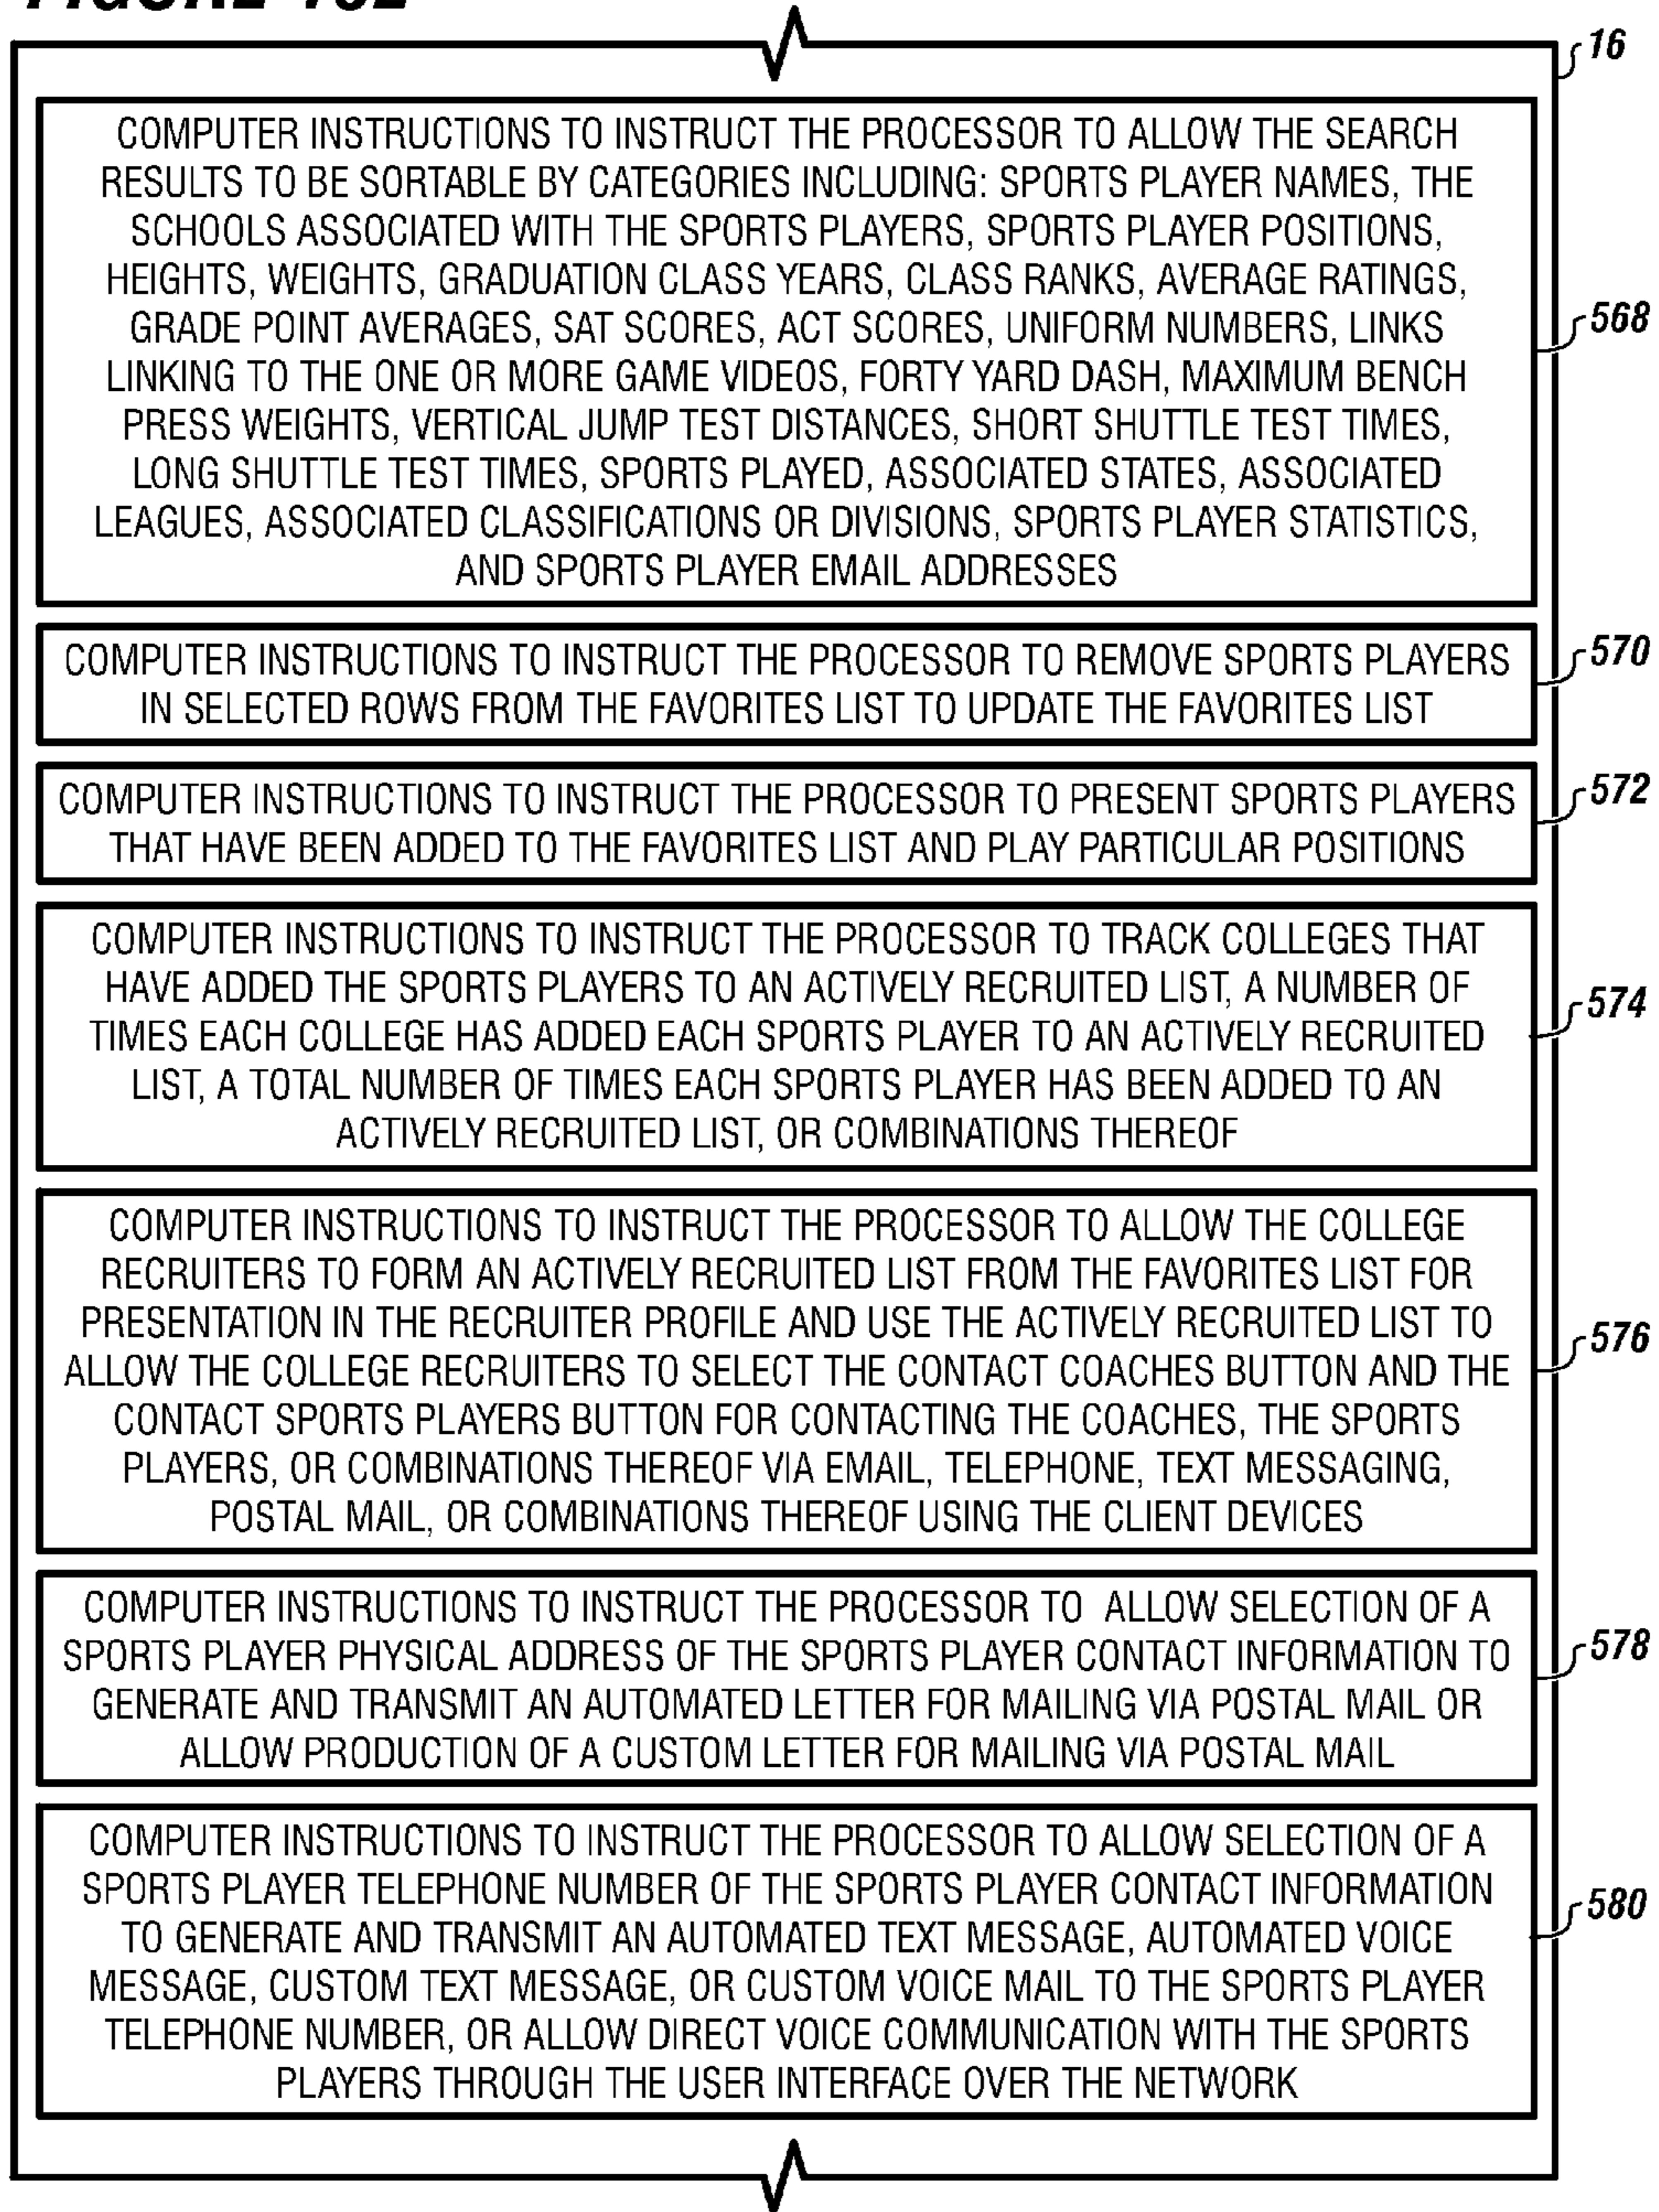 FIGURE
16
COMPUTER INSTRUCTIONS TO INSTRUCT THE PROCESSOR TO ALLOW THE SEARCH
RESULTS TO BE SORTABLE BY CATEGORIES INCLUDING: SPORTS PLAYER NAMES, THE
SCHOOLS ASSOCIATED WITH THE SPORTS PLAYERS, SPORTS PLAYER POSITIONS,
HEIGHTS, WEIGHTS, GRADUATION CLASS YEARS, CLASS RANKS, AVERAGE RATINGS,
GRADE POINT AVERAGES, SAT SCORES, ACT SCORES, UNIFORM NUMBERS, LINKS
LINKING TO THE ONE OR MORE GAME VIDEOS, FORTY YARD DASH, MAXIMUM BENCH
PRESS WEIGHTS, VERTICAL JUMP TEST DISTANCES, SHORT SHUTTLE TEST TIMES,
LONG SHUTTLE TEST TIMES, SPORTS PLAYED, ASSOCIATED STATES, ASSOCIATED
LEAGUES, ASSOCIATED CLASSIFICATIONS OR DIVISIONS, SPORTS PLAYER STATISTICS,
AND SPORTS PLAYER EMAIL ADDRESSES
568
COMPUTER INSTRUCTIONS TO INSTRUCT THE PROCESSOR TO REMOVE SPORTS PLAYERS
IN SELECTED ROWS FROM THE FAVORITES LIST TO UPDATE THE FAVORITES LIST
570
COMPUTER INSTRUCTIONS TO INSTRUCT THE PROCESSOR TO PRESENT SPORTS PLAYERS
THAT HAVE BEEN ADDED TO THE FAVORITES LIST AND PLAY PARTICULAR POSITIONS
572
COMPUTER INSTRUCTIONS TO INSTRUCT THE PROCESSOR TO TRACK COLLEGES THAT
HAVE ADDED THE SPORTS PLAYERS TO AN ACTIVELY RECRUITED LIST, A NUMBER OF
TIMES EACH COLLEGE HAS ADDED EACH SPORTS PLAYER TO AN ACTIVELY RECRUITED
LIST, A TOTAL NUMBER OF TIMES EACH SPORTS PLAYER HAS BEEN ADDED TO AN
ACTIVELY RECRUITED LIST, OR COMBINATIONS THEREOF
574
COMPUTER INSTRUCTIONS TO INSTRUCT THE PROCESSOR TO ALLOW THE COLLEGE
RECRUITERS TO FORM AN ACTIVELY RECRUITED LIST FROM THE FAVORITES LIST FOR
PRESENTATION IN THE RECRUITER PROFILE AND USE THE ACTIVELY RECRUITED LIST TO
ALLOW THE COLLEGE RECRUITERS TO SELECT THE CONTACT COACHES BUTTON AND THE
CONTACT SPORTS PLAYERS BUTTON FOR CONTACTING THE COACHES, THE SPORTS
PLAYERS, OR COMBINATIONS THEREOF VIA EMAIL, TELEPHONE, TEXT MESSAGING,
POSTAL MAIL, OR COMBINATIONS THEREOF USING THE CLIENT DEVICES
576
COMPUTER INSTRUCTIONS TO INSTRUCT THE PROCESSOR TO ALLOW SELECTION OF A
SPORTS PLAYER PHYSICAL ADDRESS OF THE SPORTS PLAYER CONTACT INFORMATION TO
GENERATE AND TRANSMIT AN AUTOMATED LETTER FOR MAILING VIA POSTAL MAIL OR
ALLOW PRODUCTION OF A CUSTOM LETTER FOR MAILING VIA POSTAL MAIL
578
COMPUTER INSTRUCTIONS TO INSTRUCT THE PROCESSOR TO ALLOW SELECTION OF A
SPORTS PLAYER TELEPHONE NUMBER OF THE SPORTS PLAYER CONTACT INFORMATION
TO GENERATE AND TRANSMIT AN AUTOMATED TEXT MESSAGE, AUTOMATED VOICE
MESSAGE, CUSTOM TEXT MESSAGE, OR CUSTOM VOICE MAIL TO THE SPORTS PLAYER
TELEPHONE NUMBER, OR ALLOW DIRECT VOICE COMMUNICATION WITH THE SPORTS
PLAYERS THROUGH THE USER INTERFACE OVER THE NETWORK
580